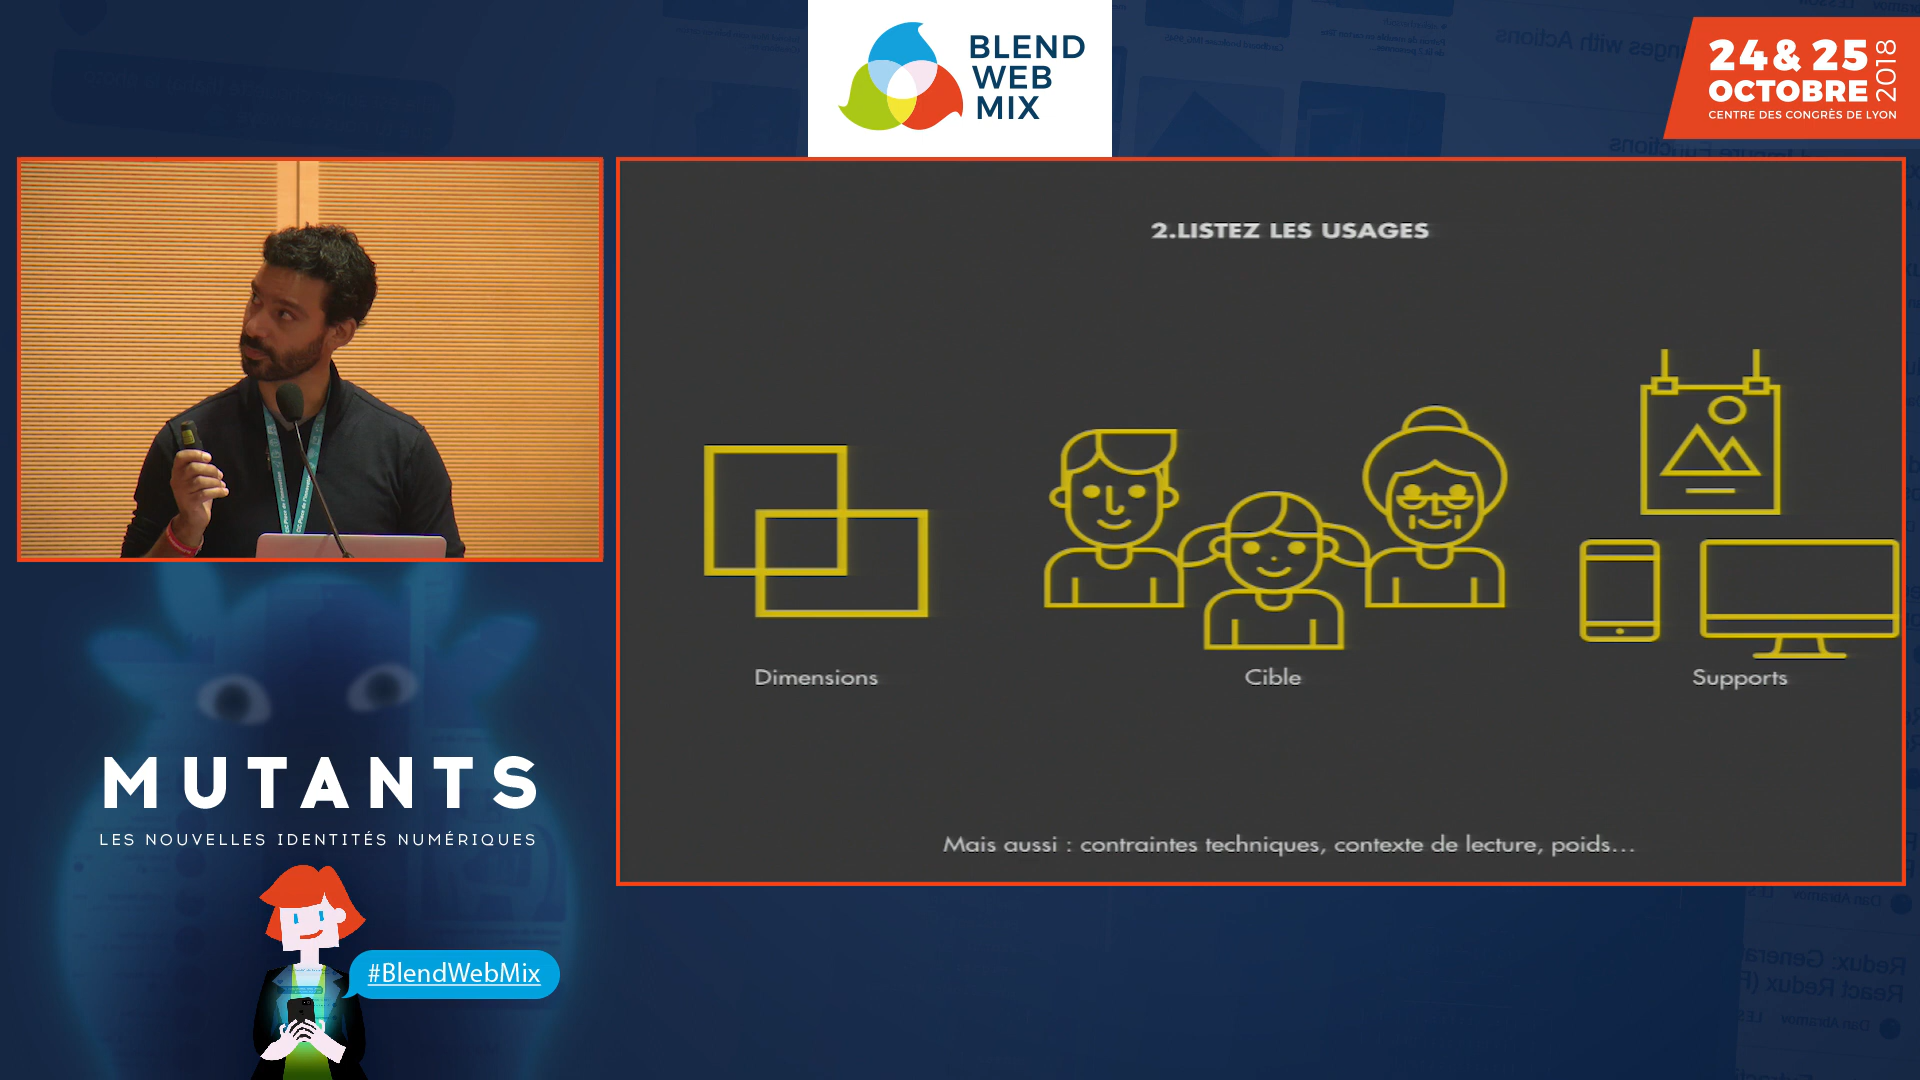 BLEND
WEB
MIX
24 & 25
OCTOBRE
2018
CENTRE DES CONGRÈS DE LYON
2.LISTEZ LES USAGES
Dimensions
Cible
Supports
Mais aussi : contraintes techniques, contexte de lecture, poids...
MUTANTS
LES NOUVELLES IDENTITÉS NUMÉRIQUES
#BlendWebMix